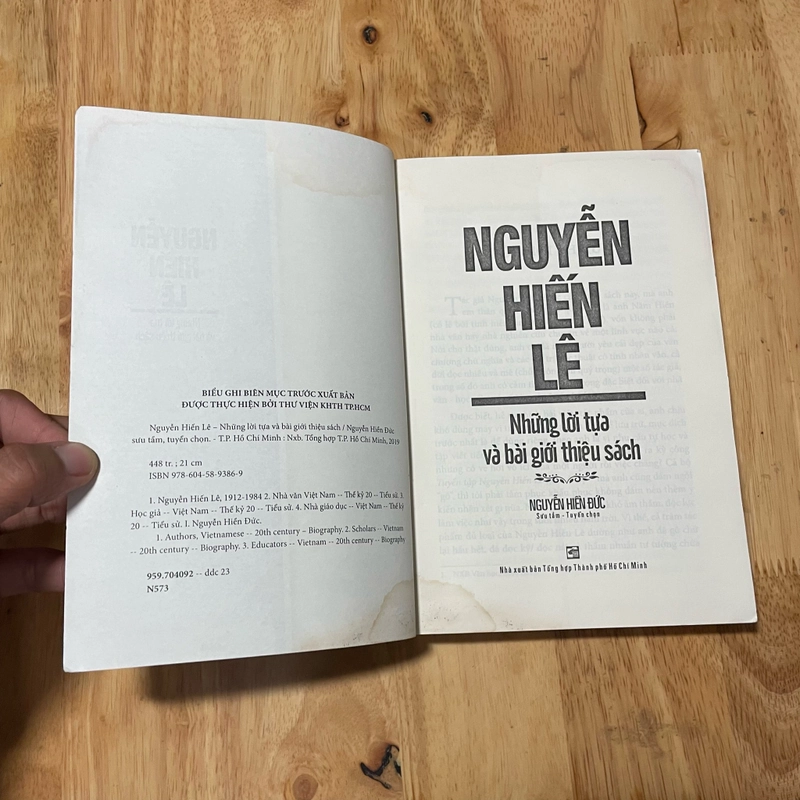 BIỂU GHI BIÊN MỤC TRƯỚC XUẤT BẢN
ĐƯỢC THỰC HIỆN BỞI THƯ VIỆN KHTH TP.HCM
Nguyễn Hiến Lê – Những lời tựa và bài giới thiệu sách / Nguyễn Hiến Đức
sưu tầm, tuyển chọn. - T.P. Hồ Chí Minh : Nxb. Tổng hợp T.P. Hồ Chí Minh, 2019
448 tr. ; 21 cm
ISBN 978-604-58-9386-9
1. Nguyễn Hiến Lê, 1912-1984 2. Nhà văn Việt Nam -- Thế kỷ 20 -- Tiểu sử. 3.
Học giả -- Việt Nam -- Thế kỷ 20 -- Tiểu sử. 4. Nhà giáo dục -- Việt Nam -- Thế kỷ
20 -- Tiểu sử. I. Nguyễn Hiến Đức.
1. Authors, Vietnamese -- 20th century – Biography. 2. Scholars -- Vietnam
-- 20th century -- Biography. 3. Educators -- Vietnam -- 20th century -- Biography
959.704092 -- ddc 23
N573
NGUYỄN
HIẾN
LÊ
Những lời tựa
và bài giới thiệu sách
NGUYỄN HIẾN ĐỨC
Sưu tầm - Tuyển chọn
Nhà xuất bản Tổng hợp Thành phố Hồ Chí Minh